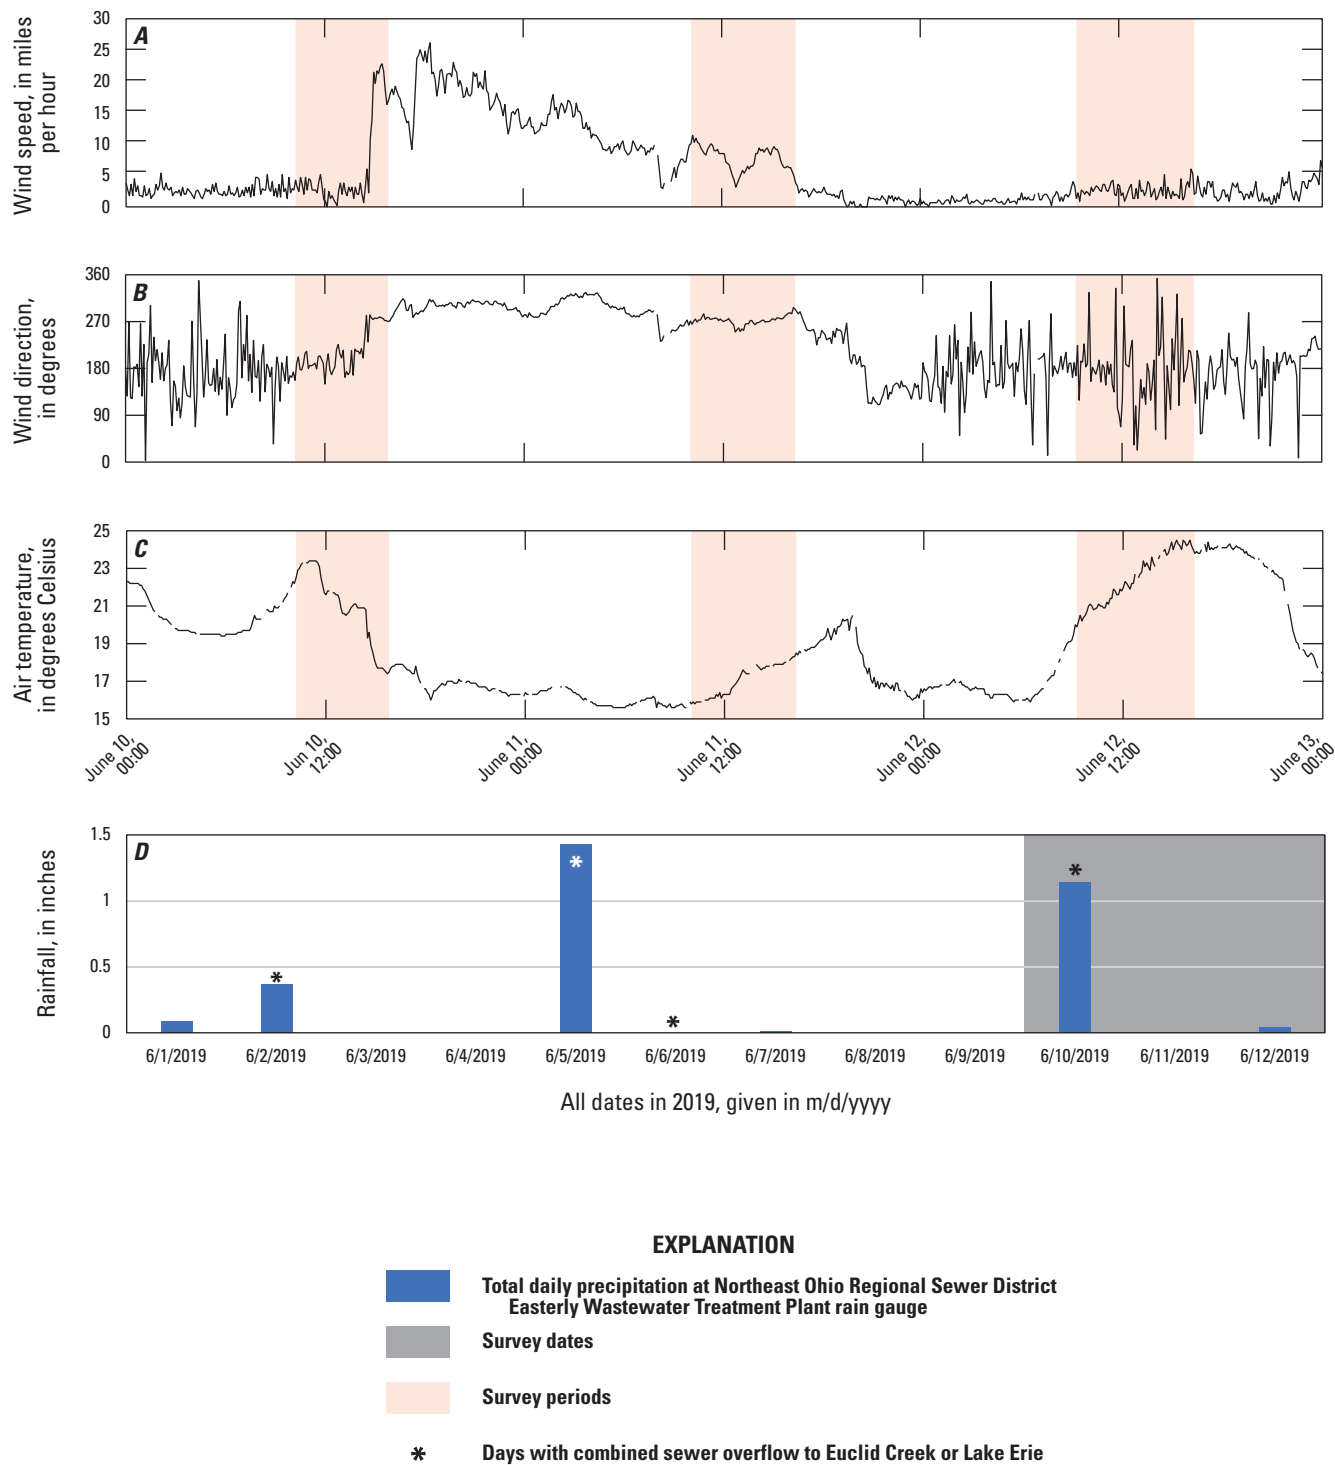 Wind speed, in miles
per hour
30
25
20
15
10
5
0
A
Wind direction,
in degrees
360
270
180
90
0
B
Air temperature,
in degrees Celsius
25
23
21
19
17
15
C
June 10,
00:00
Jun 10,
12:00
June 11,
00:00
June 11,
12:00
June 12,
00:00
June 12,
12:00
June 13,
00:00
Rainfall, in inches
1.5
1
0.5
0
D
*
*
*
*
6/1/2019 6/2/2019 6/3/2019 6/4/2019 6/5/2019 6/6/2019 6/7/2019 6/8/2019 6/9/2019 6/10/2019 6/11/2019 6/12/2019
All dates in 2019, given in m/d/yyyy
EXPLANATION
Total daily precipitation at Northeast Ohio Regional Sewer District
Easterly Wastewater Treatment Plant rain gauge
Survey dates
Survey periods
* Days with combined sewer overflow to Euclid Creek or Lake Erie